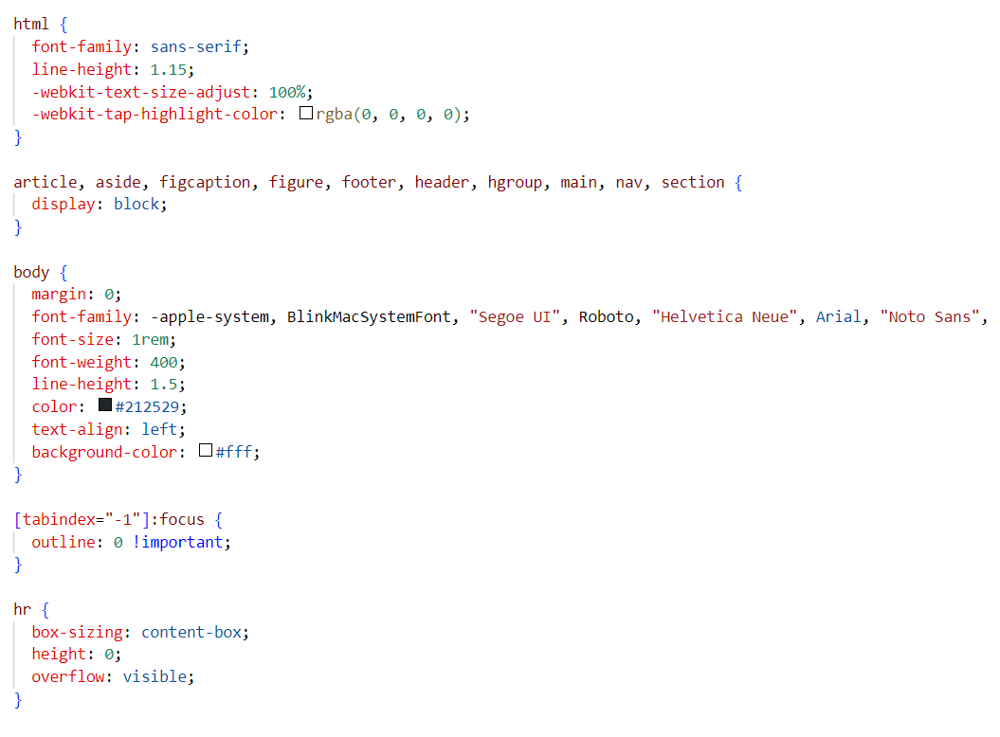 html {
  font-family: sans-serif;
  line-height: 1.15;
  -webkit-text-size-adjust: 100%;
  -webkit-tap-highlight-color: rgba(0, 0, 0, 0);
}

article, aside, figcaption, figure, footer, header, hgroup, main, nav, section {
  display: block;
}

body {
  margin: 0;
  font-family: -apple-system, BlinkMacSystemFont, "Segoe UI", Roboto, "Helvetica Neue", Arial, "Noto Sans",
  font-size: 1rem;
  font-weight: 400;
  line-height: 1.5;
  color: #212529;
  text-align: left;
  background-color: #fff;
}

[tabindex="-1"]:focus {
  outline: 0 !important;
}

hr {
  box-sizing: content-box;
  height: 0;
  overflow: visible;
}